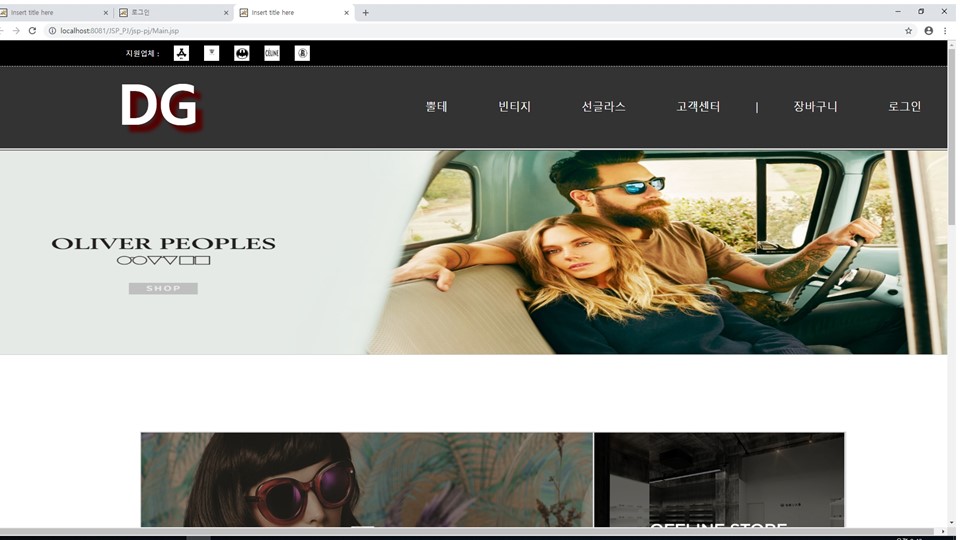 Insert title here
로그인
Insert title here
localhost:8081/JSP_PJ/jsp-pj/Main.jsp
지원업체 :
CELINE
DG
뿔테 빈티지 선글라스 고객센터 | 장바구니 로그인
OLIVER PEOPLES
SHOP
OFFLINE STORE